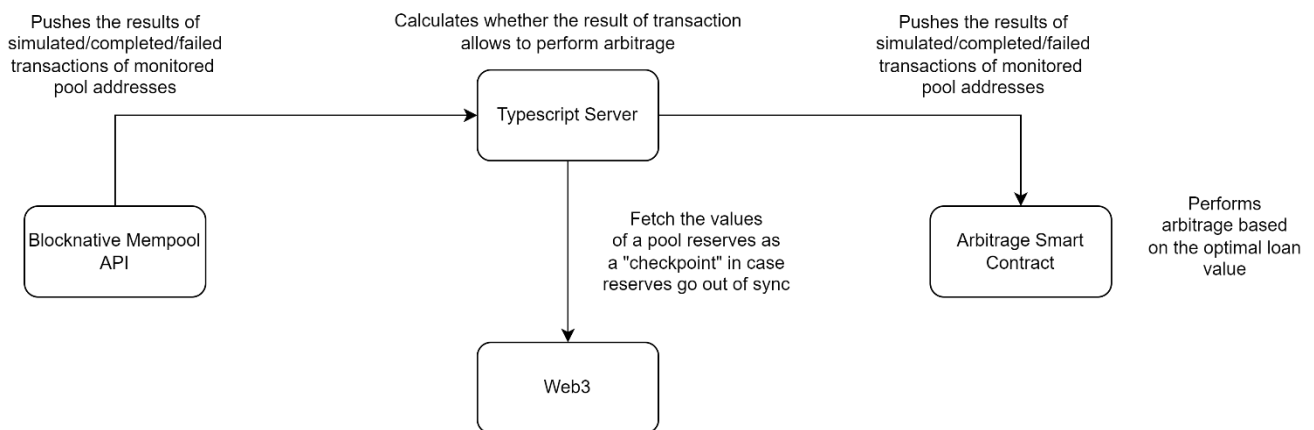 Pushes the results of
simulated/completed/failed
transactions of monitored
pool addresses
Calculates whether the result of transaction
allows to perform arbitrage
Pushes the results of
simulated/completed/failed
transactions of monitored
pool addresses
Typescript Server
Blocknative Mempool
API
Fetch the values
of a pool reserves as
a "checkpoint" in case
reserves go out of sync
Arbitrage Smart
Contract
Performs
arbitrage based
on the optimal loan
value
Web3